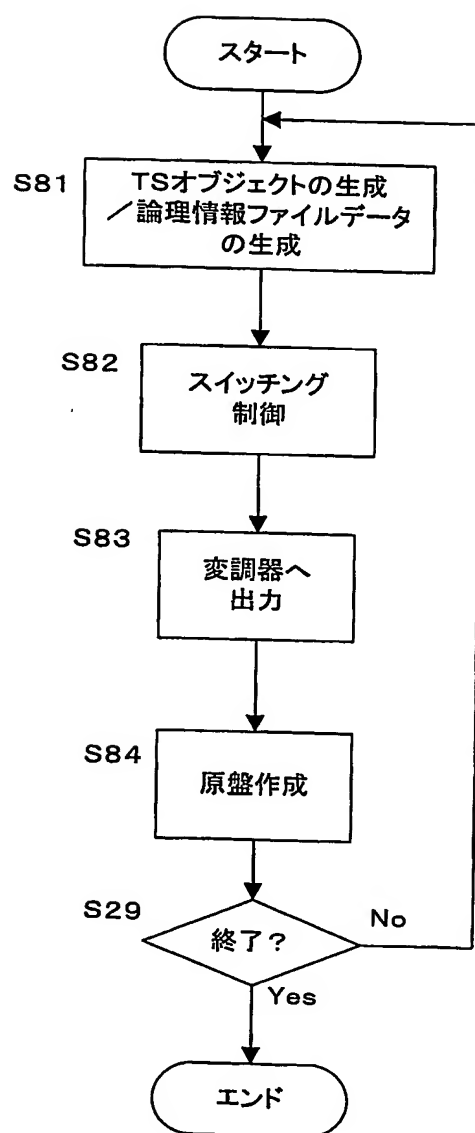 スタート
S81
TSオブジェクトの生成
／論理情報ファイルデータ
の生成
S82
スイッチング
制御
S83
変調器へ
出力
S84
原盤作成
S29
終了？
No
Yes
エンド